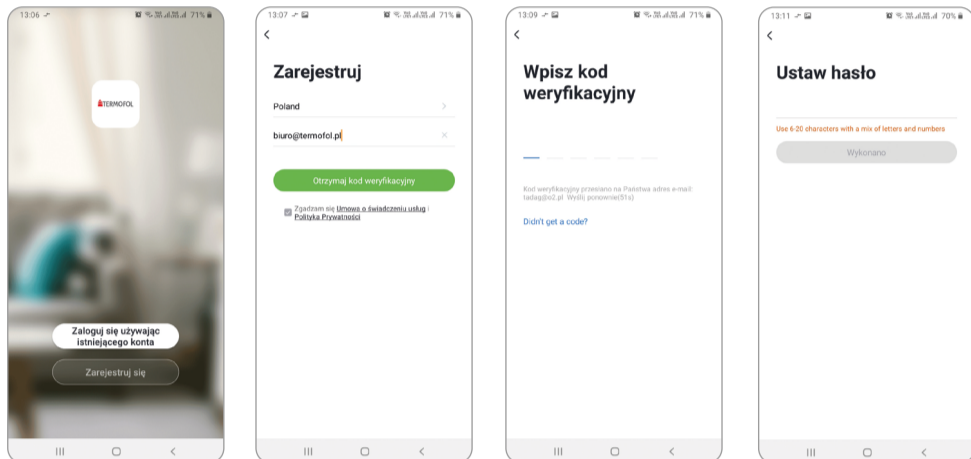 13:06
71%
TERMOFOL
Zaloguj się używając
istniejącego konta
Zarejestruj się
13:07
71%
Zarejestruj
Poland
biuro@termofol.pl
Otrzymaj kod weryfikacyjny
Zgadzam się Umowa o świadczeniu usług i
Polityka Prywatności
13:09
71%
Wpisz kod
weryfikacyjny
Kod weryfikacyjny przesłano na Państwa adres e-mail:
tadag@o2.pl Wyślij ponownie(51s)
Didn't get a code?
13:11
70%
Ustaw hasło
Use 6-20 characters with a mix of letters and numbers
Wykonano